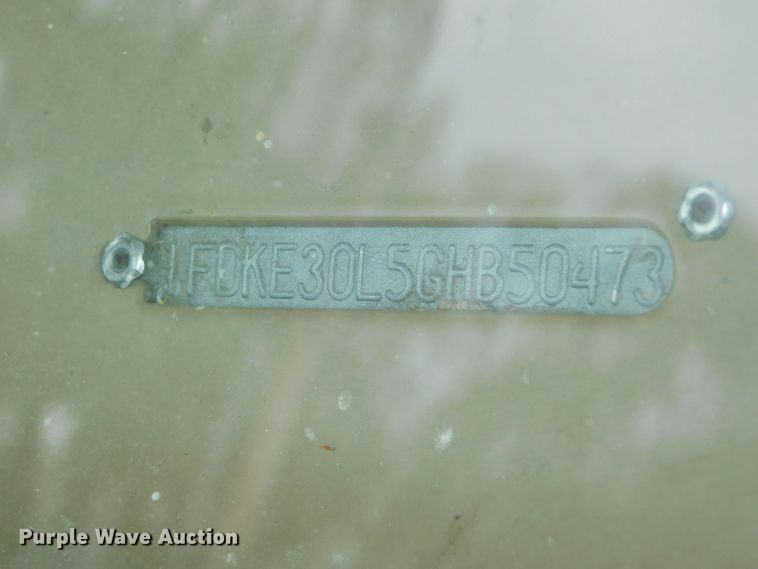 1FDKE30L5GHB50473
Purple Wave Auction